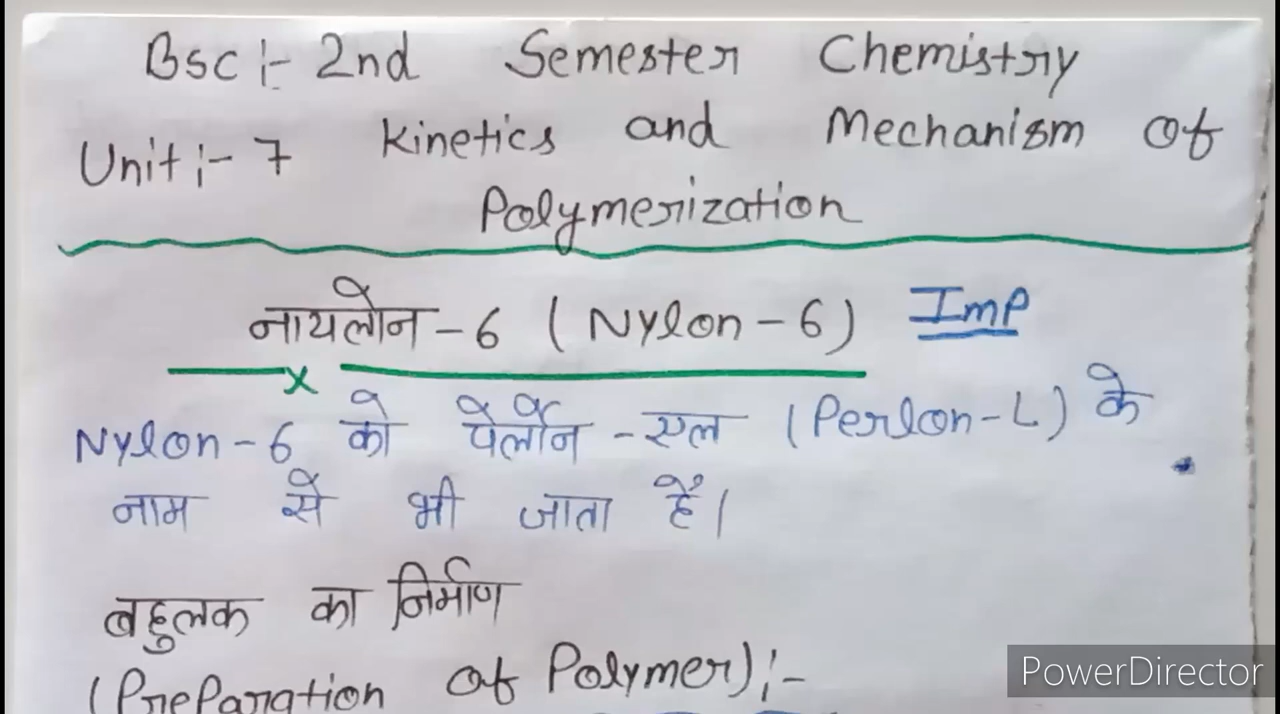 Bsc:- 2nd Semester Chemistry
Unit:- 7 Kinetics and Mechanism of
Polymerization
नायलोन-6 (Nylon-6) Imp
Nylon-6 को पेर्लोन-एल (Perlon-L) के
नाम से भी जाता हैं।
बहुलक का निर्माण
(Preparation of Polymer):-
PowerDirector